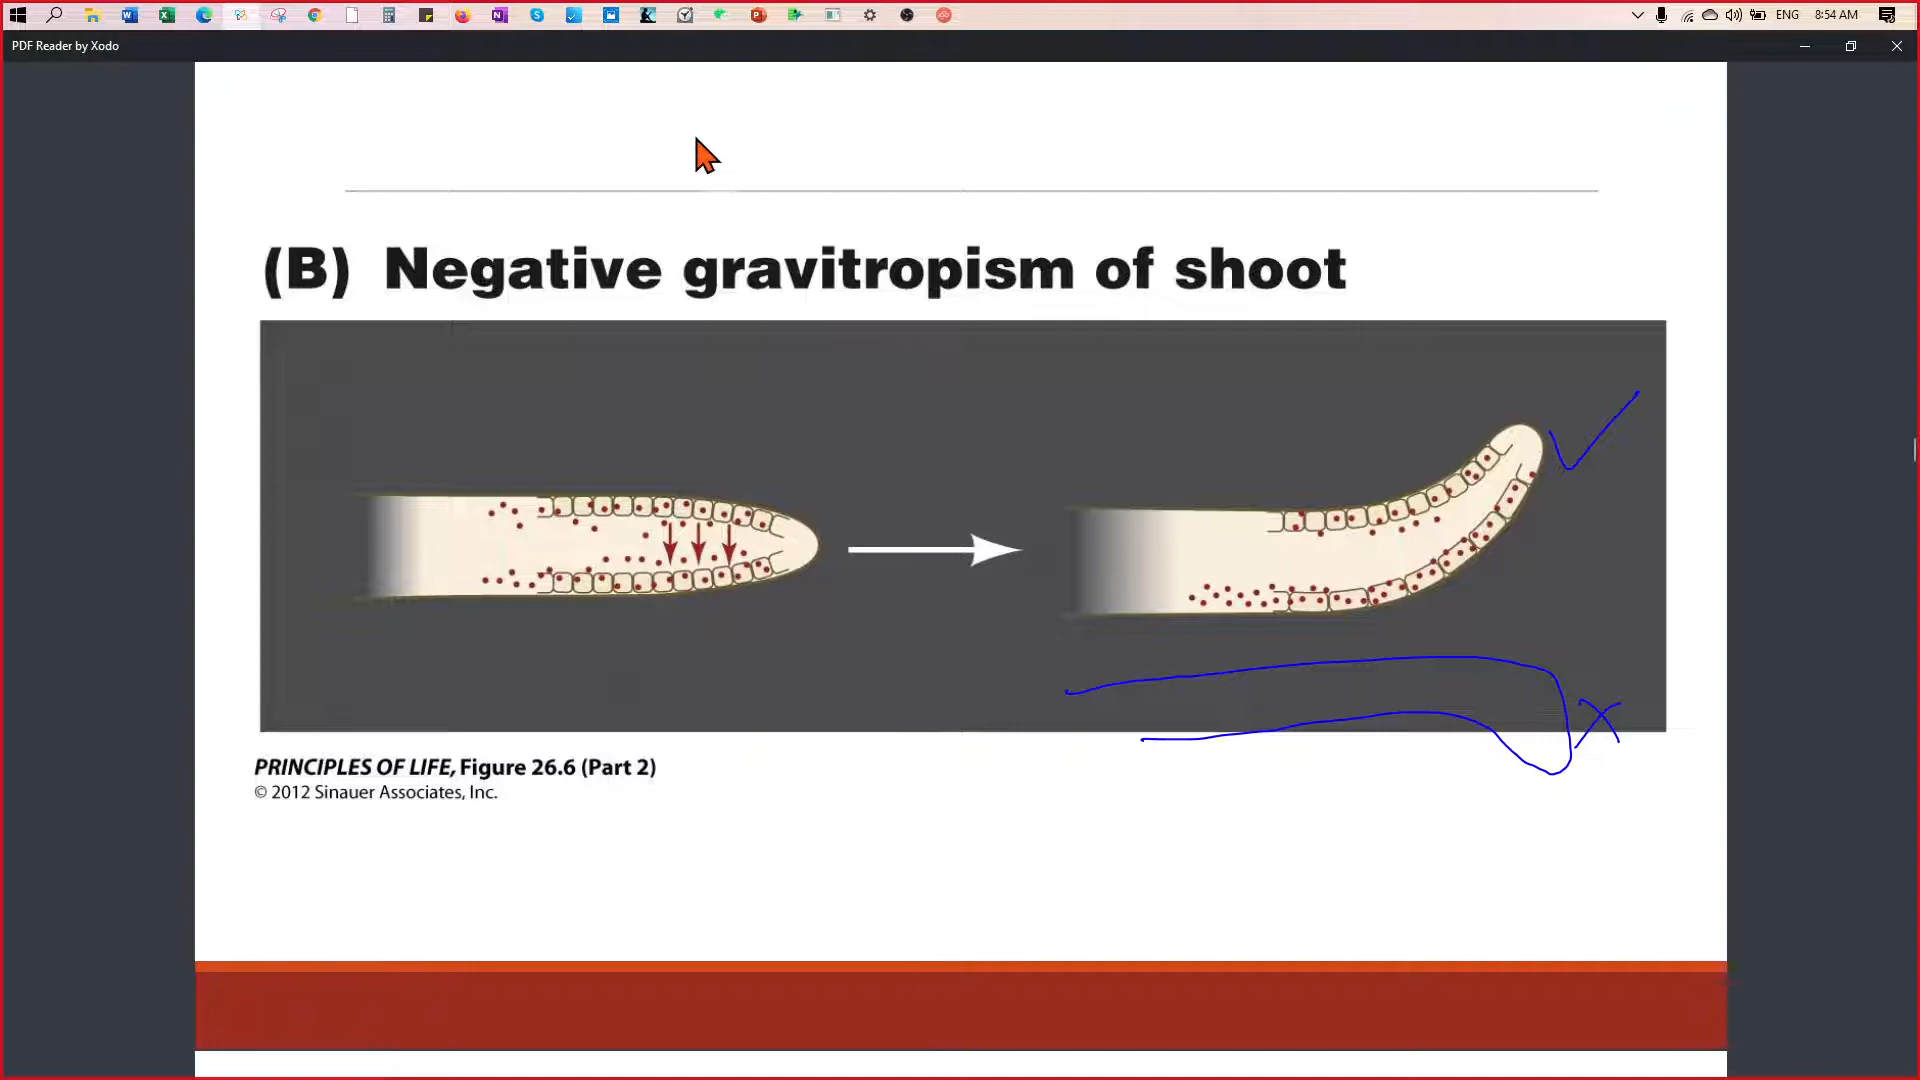 ENG 8:54 AM
PDF Reader by Xodo
(B) Negative gravitropism of shoot
PRINCIPLES OF LIFE, Figure 26.6 (Part 2)
© 2012 Sinauer Associates, Inc.